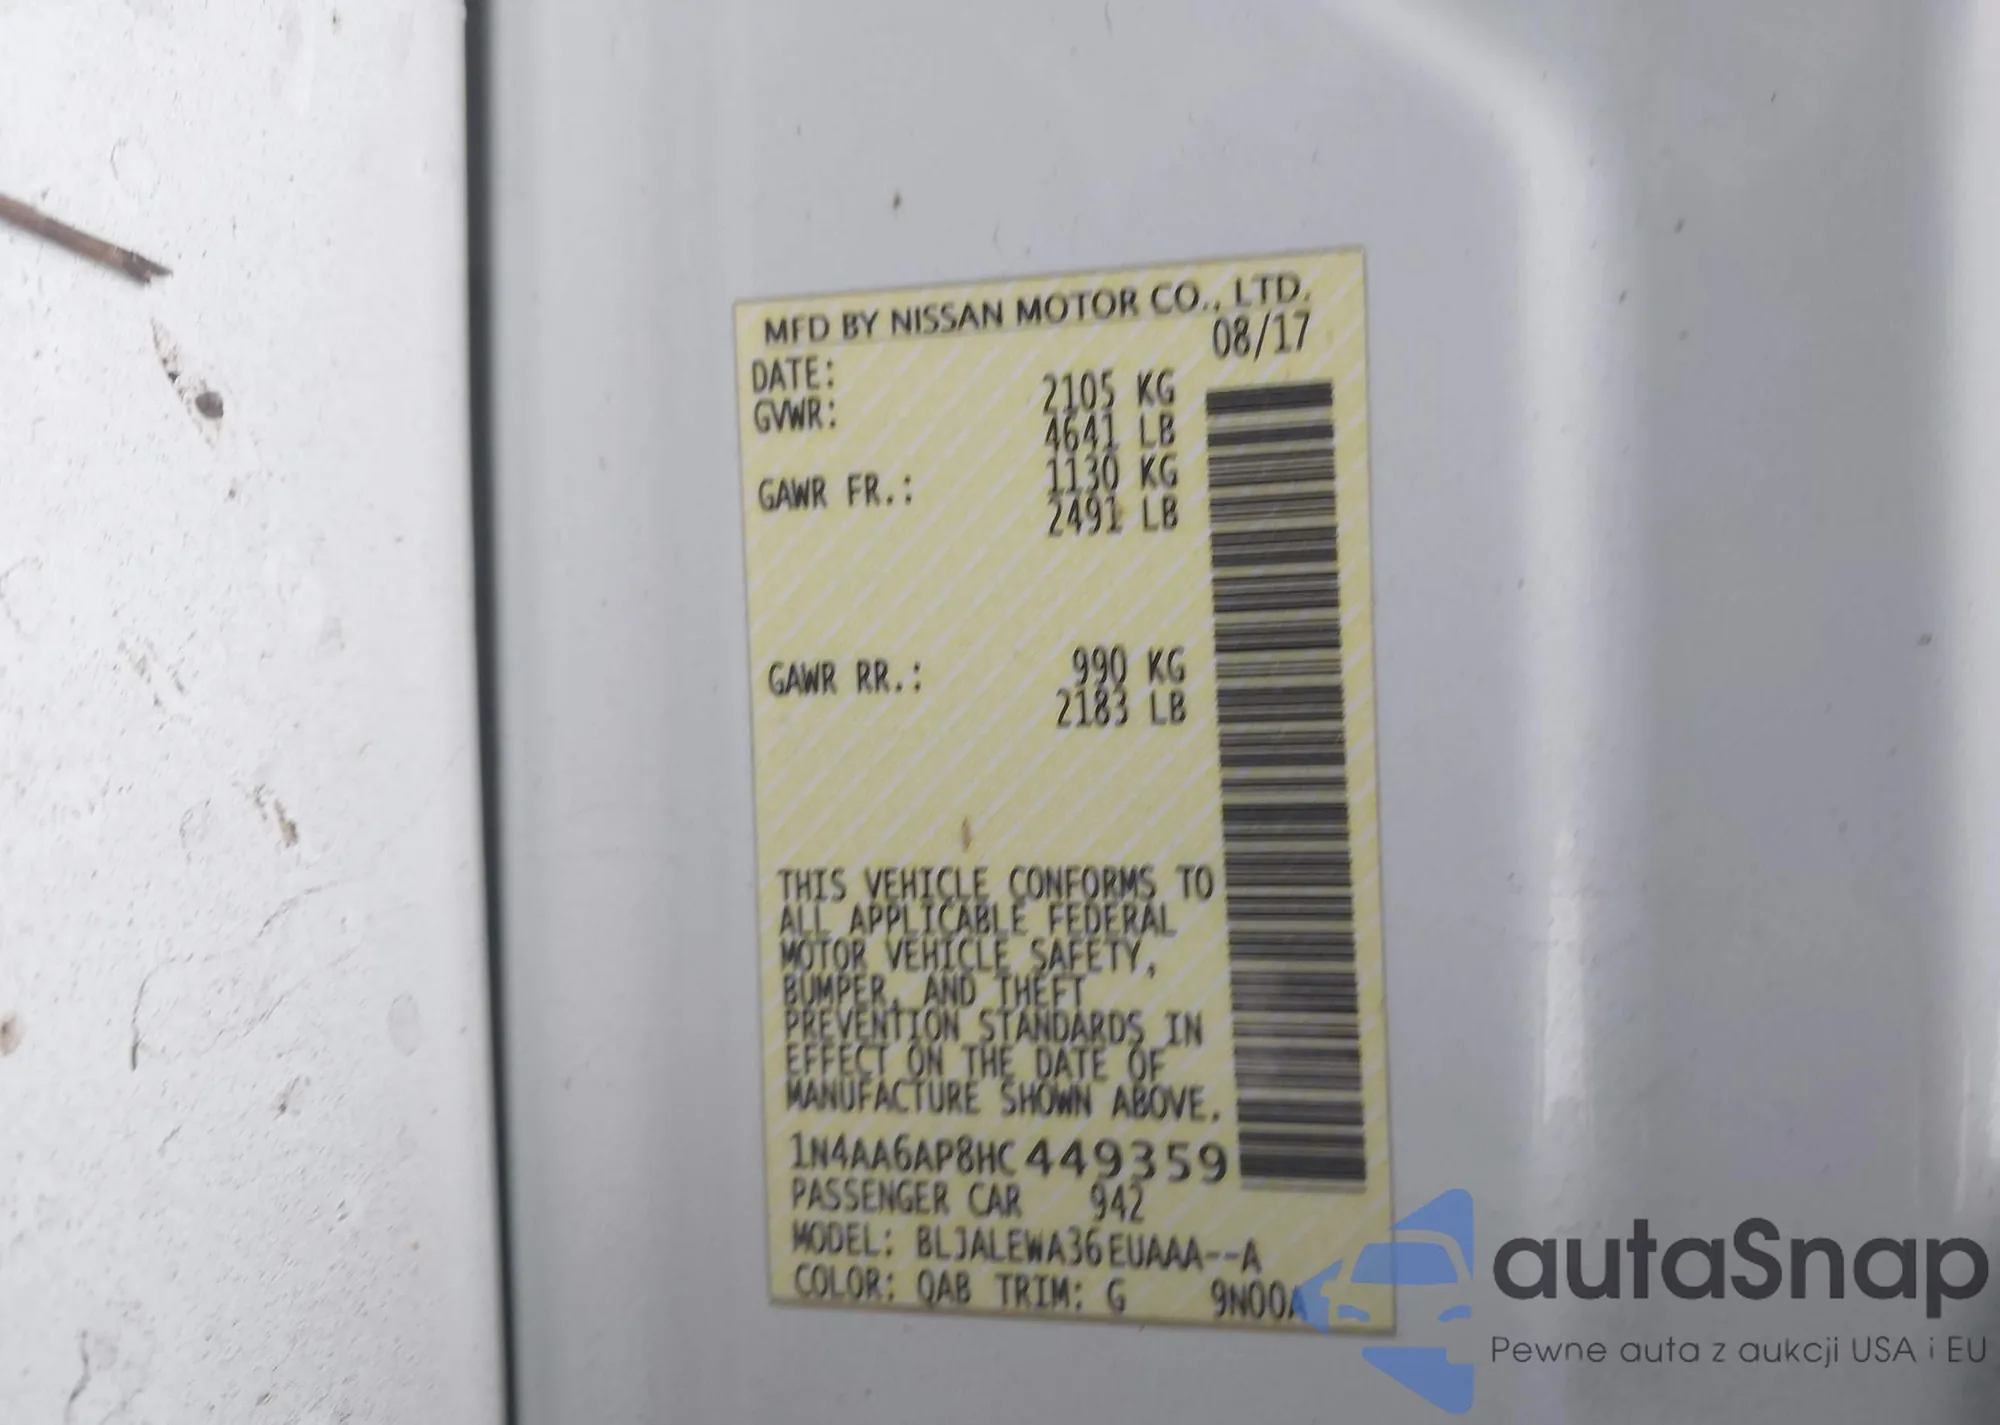 MFD BY NISSAN MOTOR CO., LTD.
DATE: 08/17
GVWR: 2105 KG
4641 LB
GAWR FR.: 1130 KG
2491 LB
GAWR RR.: 990 KG
2183 LB
THIS VEHICLE CONFORMS TO
ALL APPLICABLE FEDERAL
MOTOR VEHICLE SAFETY,
BUMPER, AND THEFT
PREVENTION STANDARDS IN
EFFECT ON THE DATE OF
MANUFACTURE SHOWN ABOVE.
1N4AA6AP8HC449359
PASSENGER CAR 942
MODEL: BLJALEWA36EUAAA--A
COLOR: QAB TRIM: G 9N00A
autaSnap
Pewne auta z aukcji USA i EU